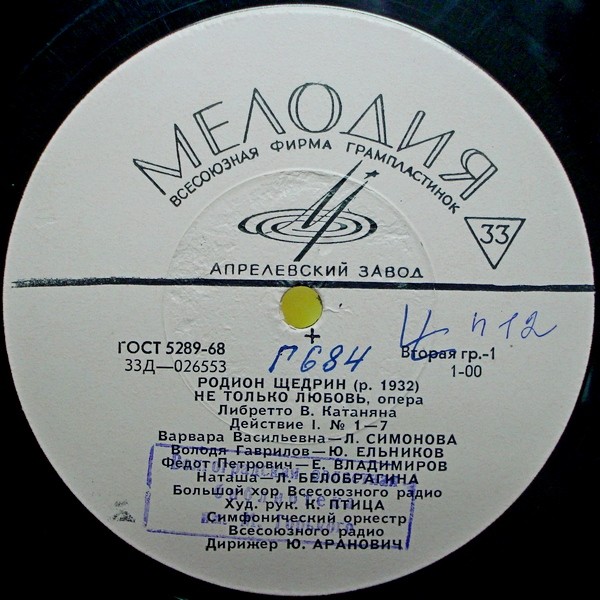 МЕЛОДИЯ
ВСЕСОЮЗНАЯ ФИРМА ГРАМПЛАСТИНОК
33
АПРЕЛЕВСКИЙ ЗАВОД
п 12
ГОСТ 5289-68
П684
Вторая гр.-1
33Д—026553
1-00
РОДИОН ЩЕДРИН (р. 1932)
НЕ ТОЛЬКО ЛЮБОВЬ, опера
Либретто В. Катаняна
Действие I. № 1—7
Варвара Васильевна—Л. СИМОНОВА
Володя Гаврилов—Ю. ЕЛЬНИКОВ
Федот Петрович—Е. ВЛАДИМИРОВ
Наташа—Л. БЕЛОБРАГИНА
Большой хор Всесоюзного радио
Худ. рук. К. ПТИЦА
Симфонический оркестр
Всесоюзного радио
Дирижер Ю. АРАНОВИЧ